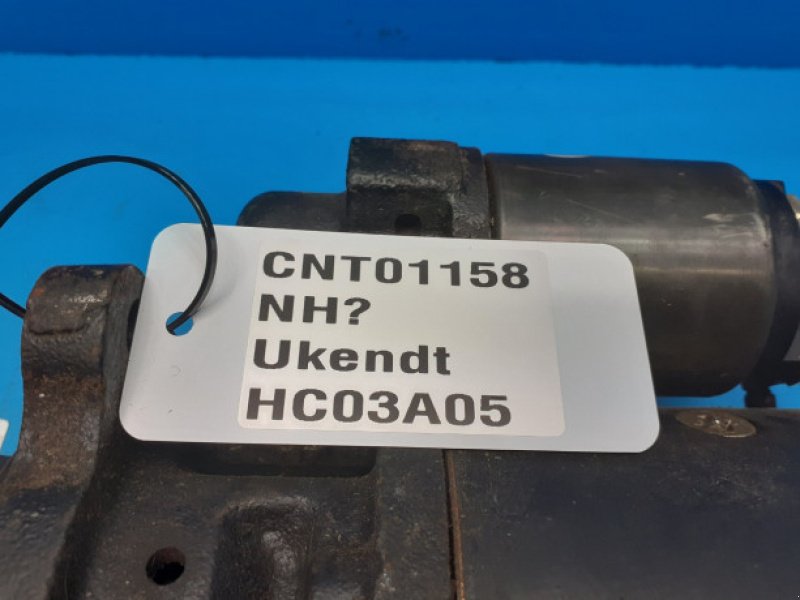 CNT01158
NH?
Ukendt
HC03A05